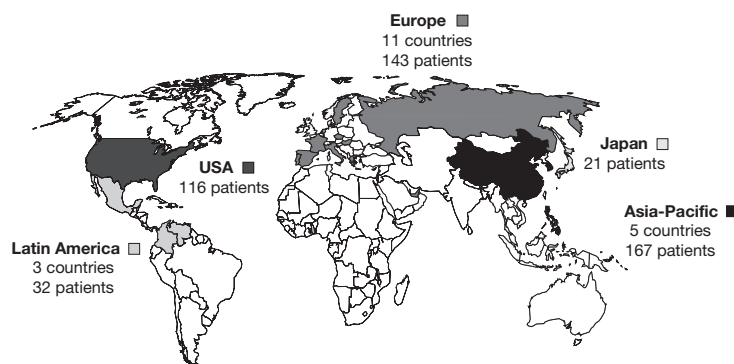 Europe
11 countries
143 patients
USA
116 patients
Japan
21 patients
Asia-Pacific
5 countries
167 patients
Latin America
3 countries
32 patients